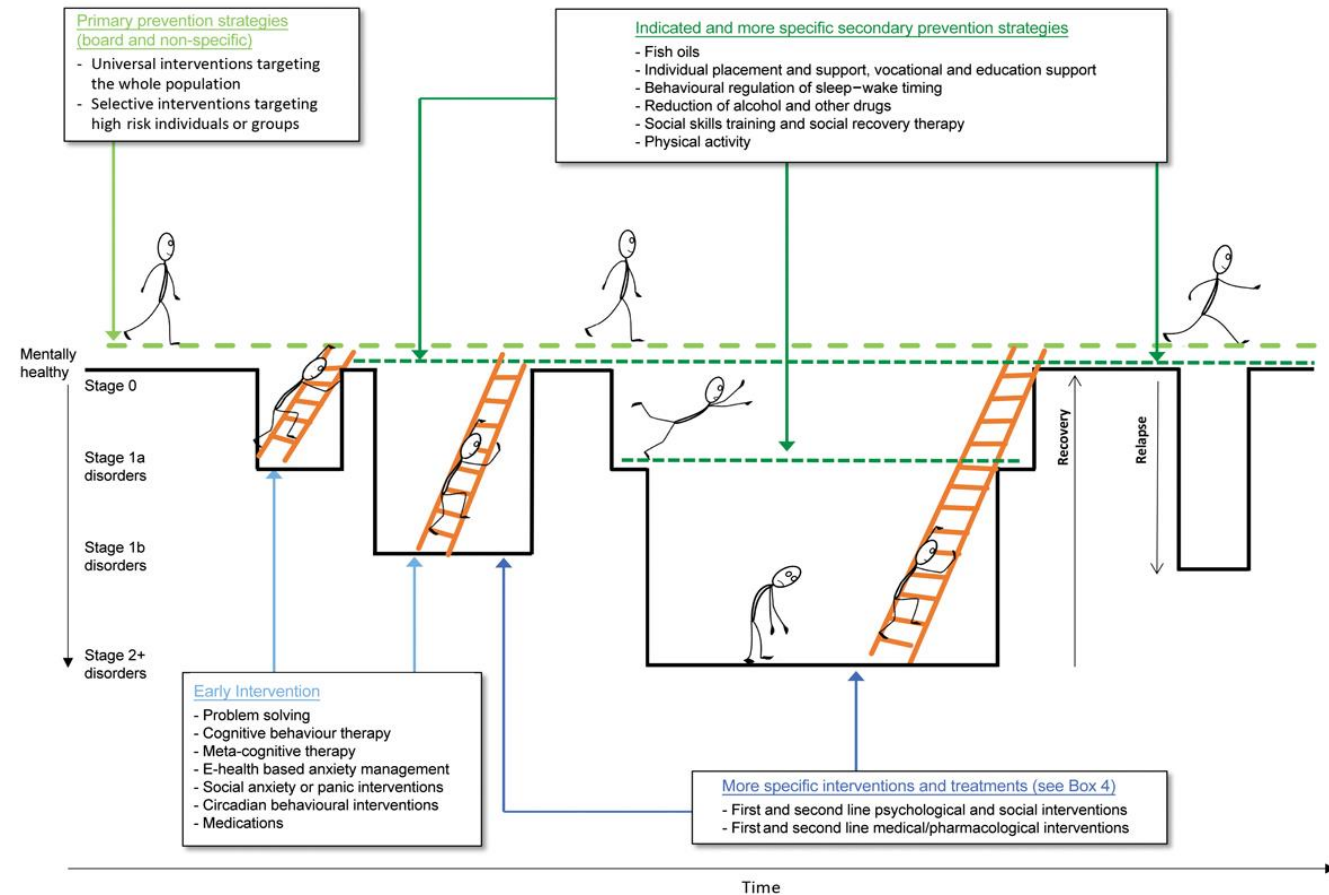 Primary prevention strategies
(board and non-specific)
- Universal interventions targeting
the whole population
- Selective interventions targeting
high risk individuals or groups
Indicated and more specific secondary prevention strategies
- Fish oils
- Individual placement and support, vocational and education support
- Behavioural regulation of sleep–wake timing
- Reduction of alcohol and other drugs
- Social skills training and social recovery therapy
- Physical activity
Mentally
healthy
Stage 0
Stage 1a
disorders
Stage 1b
disorders
Stage 2+
disorders
Recovery
Relapse
Early Intervention
- Problem solving
- Cognitive behaviour therapy
- Meta-cognitive therapy
- E-health based anxiety management
- Social anxiety or panic interventions
- Circadian behavioural interventions
- Medications
More specific interventions and treatments (see Box 4)
- First and second line psychological and social interventions
- First and second line medical/pharmacological interventions
Time